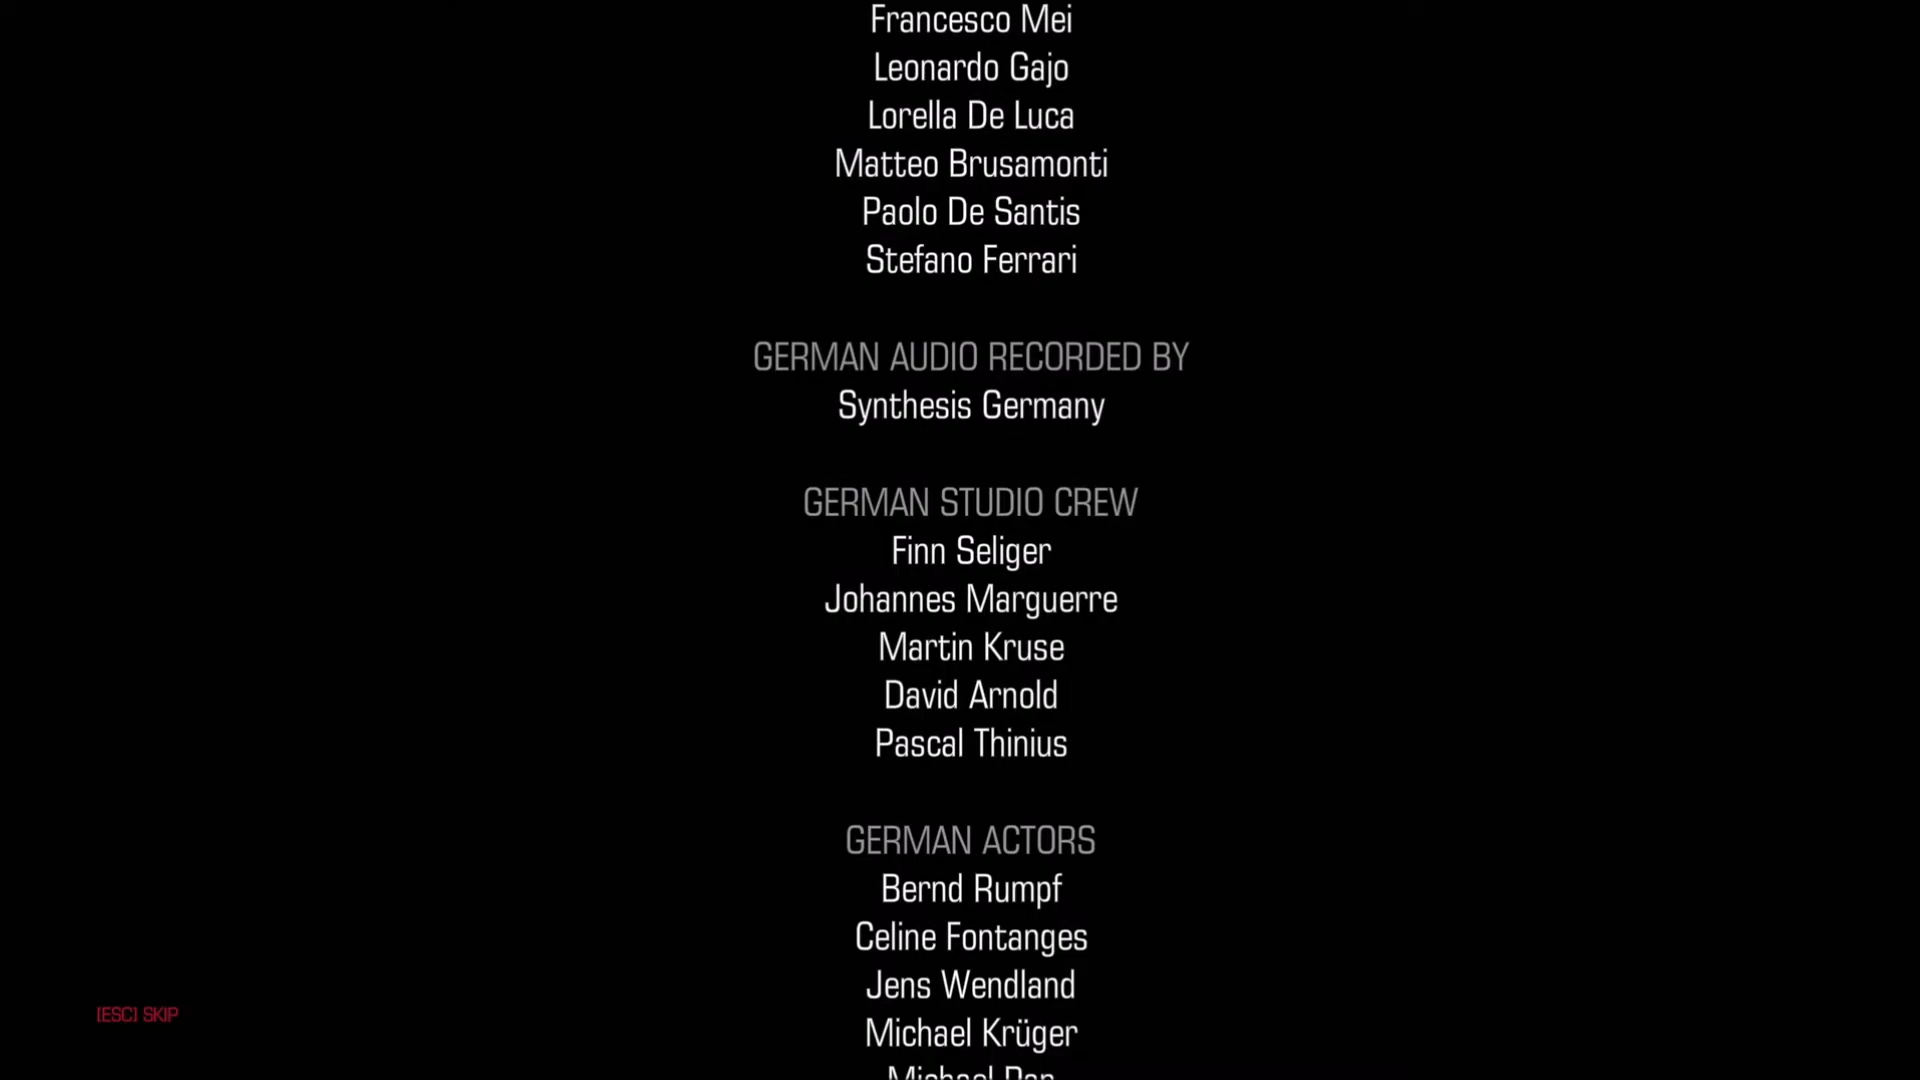 Francesco Mei
Leonardo Gajo
Lorella De Luca
Matteo Brusamonti
Paolo De Santis
Stefano Ferrari
GERMAN AUDIO RECORDED BY
Synthesis Germany
GERMAN STUDIO CREW
Finn Seliger
Johannes Marguerre
Martin Kruse
David Arnold
Pascal Thinius
GERMAN ACTORS
Bernd Rumpf
Celine Fontanges
Jens Wendland
[ESC] SKIP
Michael Krüger
Michael